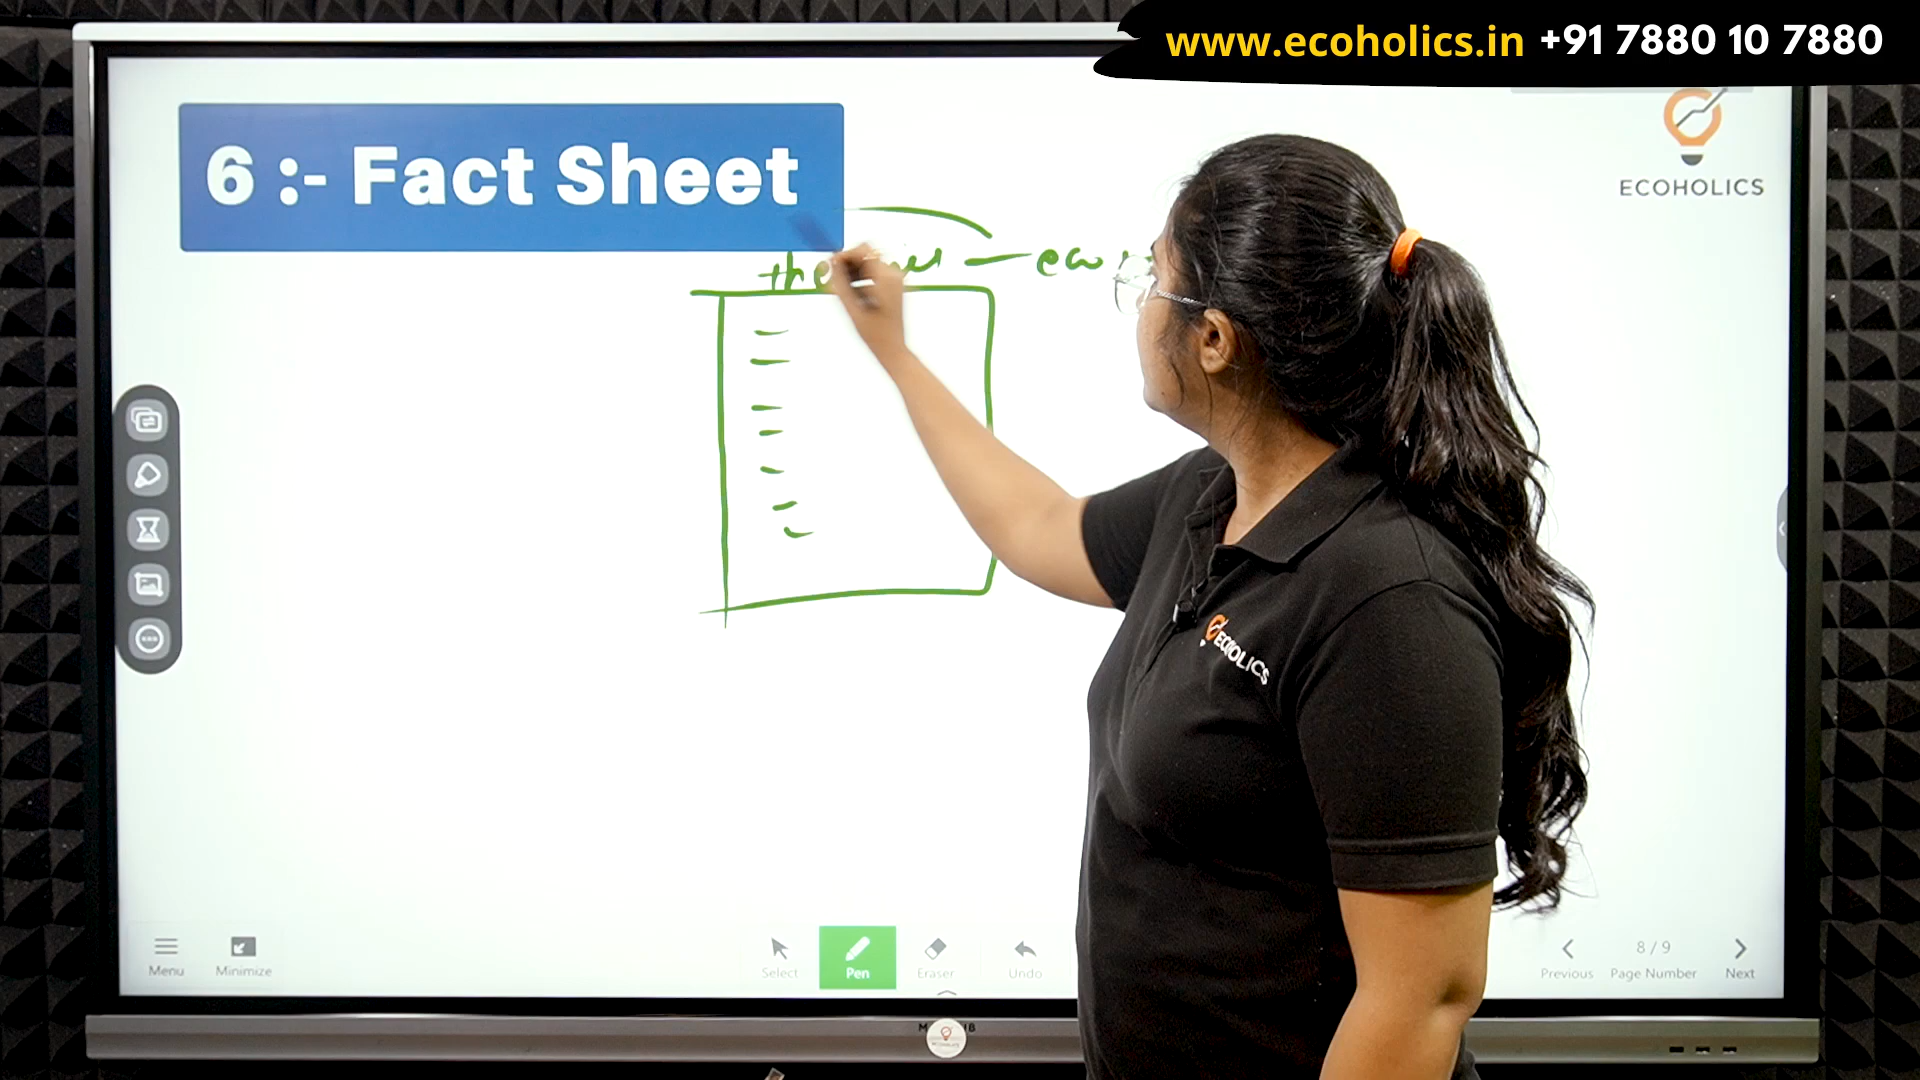 www.ecoholics.in +91 7880 10 7880
6 :- Fact Sheet
ECOHOLICS
ECOHOLICS
Menu
Minimize
Select
Pen
Eraser
Undo
Previous
8 / 9
Page Number
Next